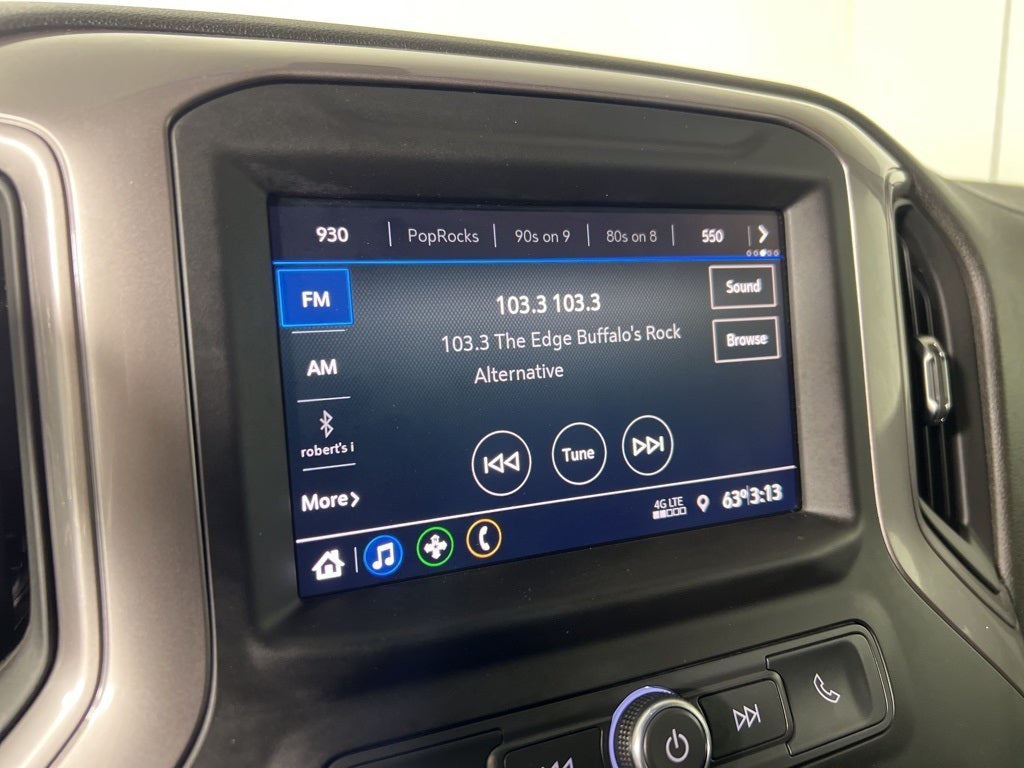 930 PopRocks 90s on 9 80s on 8 550
FM
103.3 103.3
Sound
103.3 The Edge Buffalo's Rock
Browse
AM
Alternative
robert's i
Tune
More
4G LTE
63° 3:13